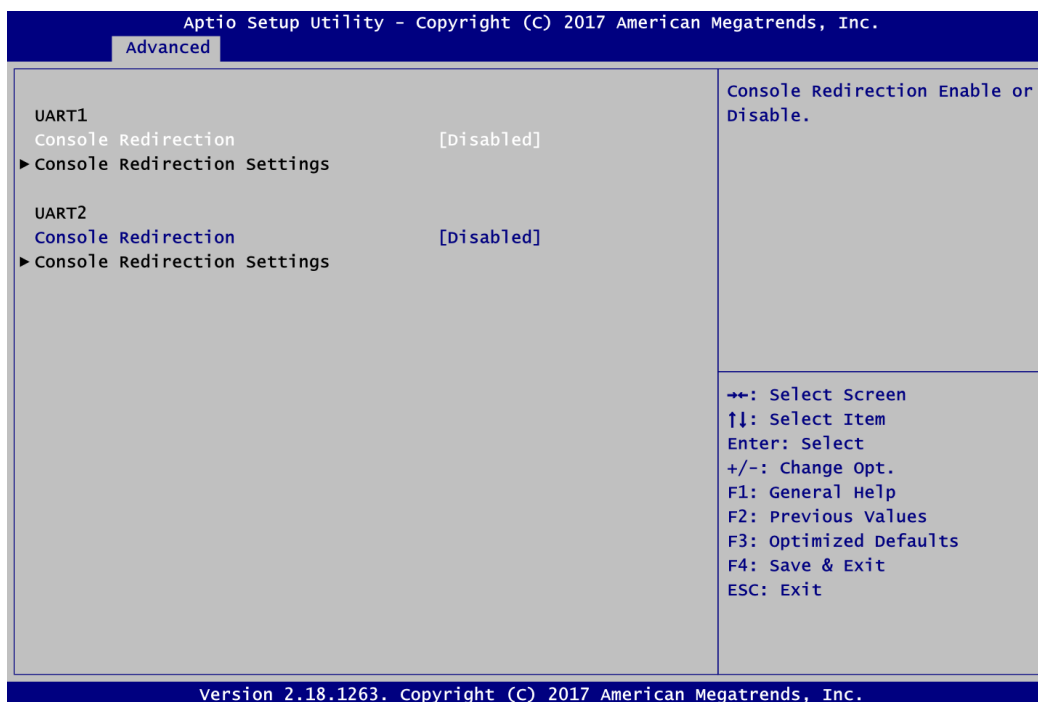 Aptio Setup Utility - Copyright (C) 2017 American Megatrends, Inc.
Advanced
UART1
Console Redirection [Disabled]
►Console Redirection Settings
UART2
Console Redirection [Disabled]
►Console Redirection Settings
Console Redirection Enable or
Disable.
→←: Select Screen
↑↓: Select Item
Enter: Select
+/-: Change Opt.
F1: General Help
F2: Previous Values
F3: Optimized Defaults
F4: Save & Exit
ESC: Exit
Version 2.18.1263. Copyright (C) 2017 American Megatrends, Inc.